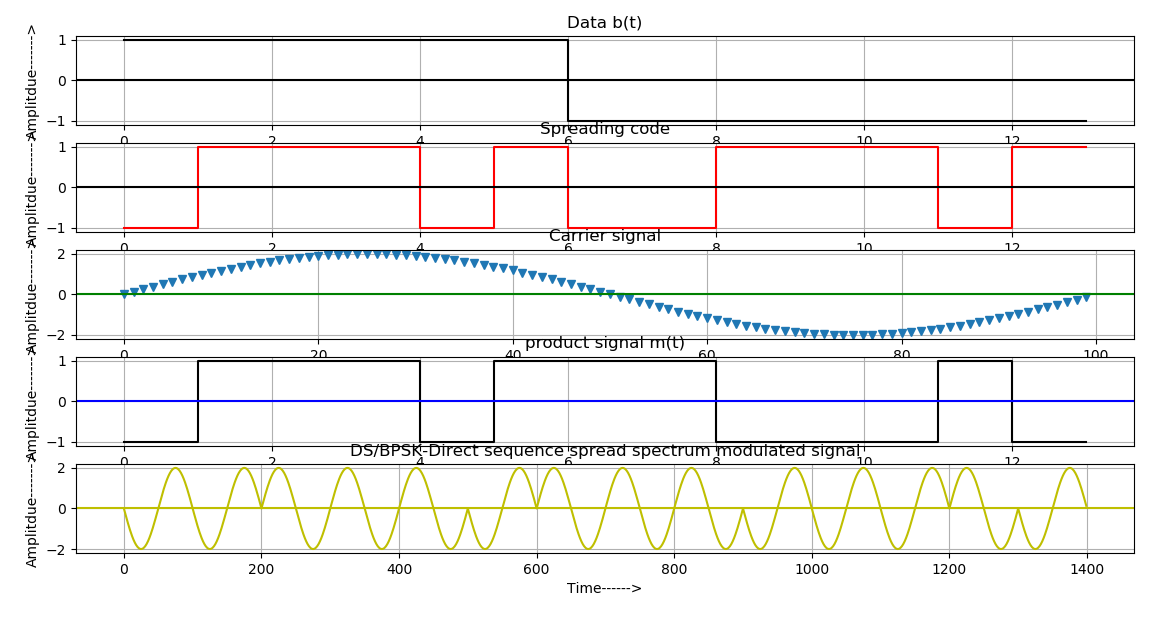 Data b(t)
Amplitdue------->
1
0
−1
0 2 4 6 8 10 12
Spreading code
Amplitdue------->
1
0
−1
0 2 4 6 8 10 12
Carrier signal
Amplitdue------->
2
0
−2
0 20 40 60 80 100
product signal m(t)
Amplitdue------->
1
0
−1
0 2 4 6 8 10 12
DS/BPSK-Direct sequence spread spectrum modulated signal
Amplitdue------->
2
0
−2
0 200 400 600 800 1000 1200 1400
Time------>